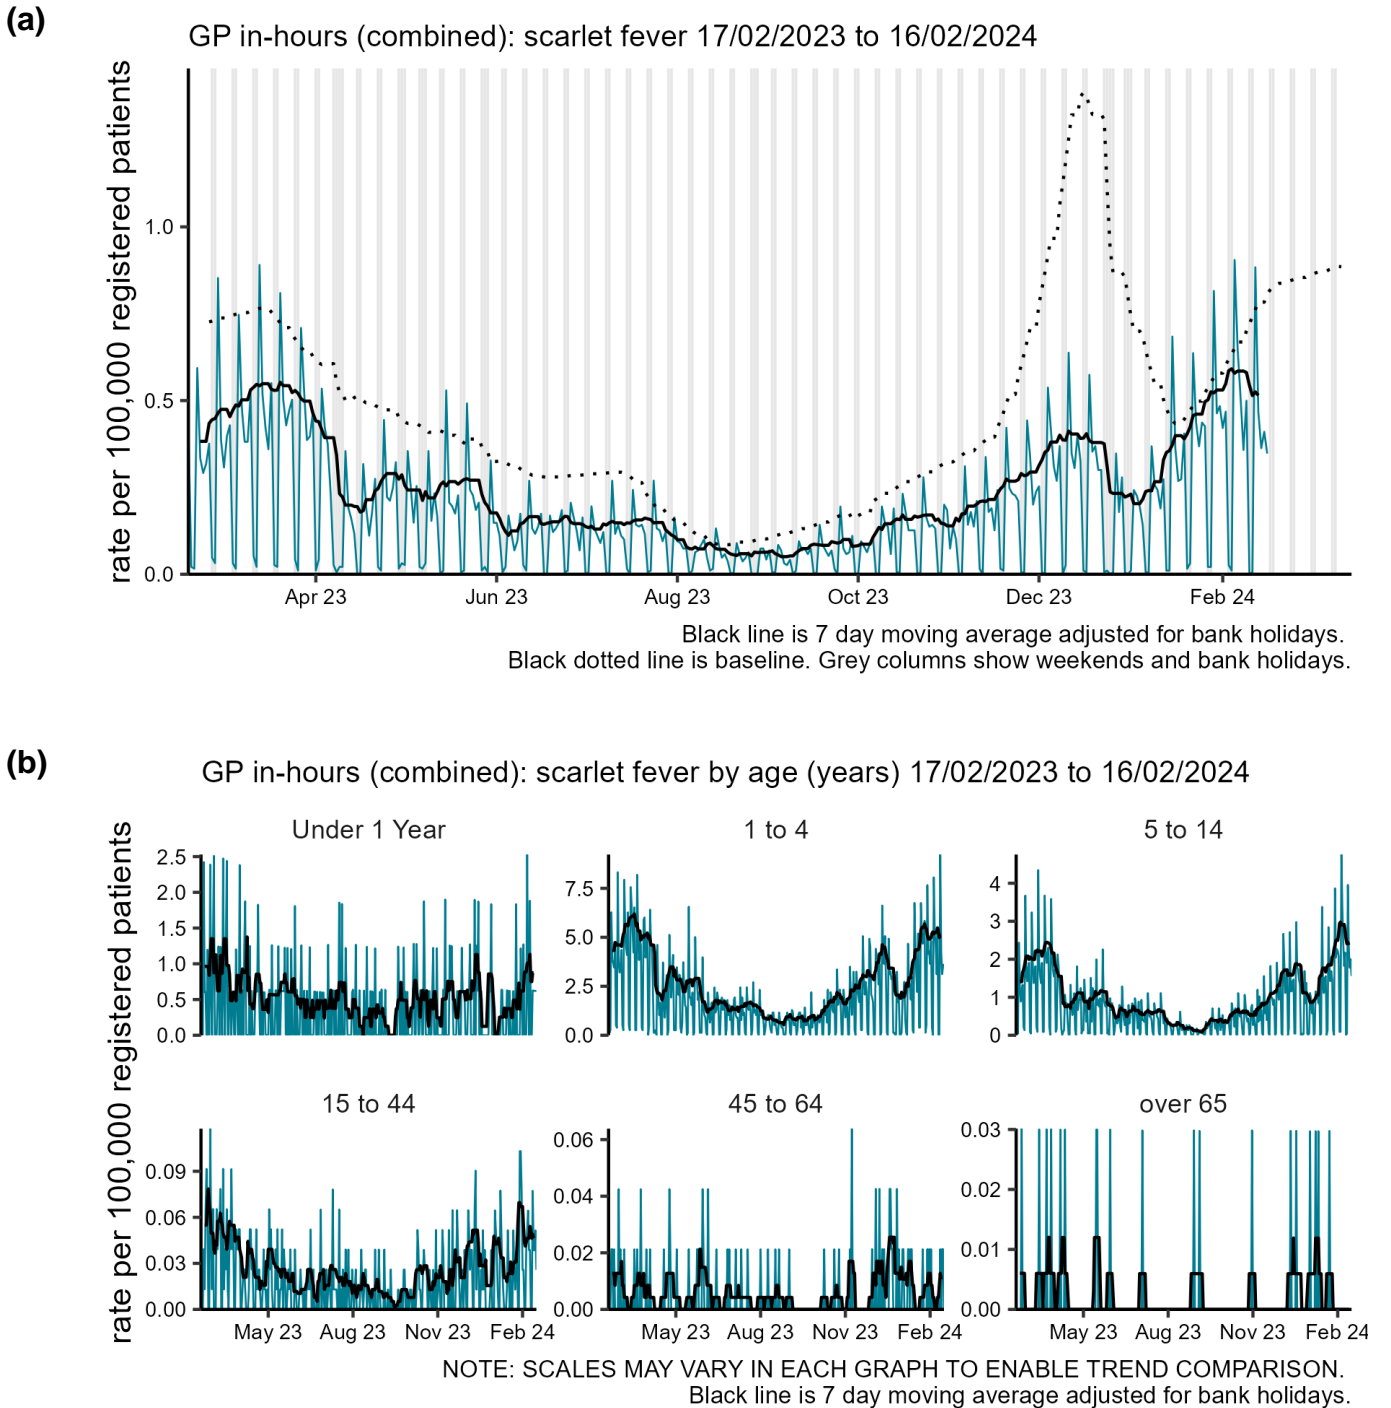 (a)
GP in-hours (combined): scarlet fever 17/02/2023 to 16/02/2024
rate per 100,000 registered patients
1.0
0.5
0.0
Apr 23 Jun 23 Aug 23 Oct 23 Dec 23 Feb 24
Black line is 7 day moving average adjusted for bank holidays.
Black dotted line is baseline. Grey columns show weekends and bank holidays.
(b)
GP in-hours (combined): scarlet fever by age (years) 17/02/2023 to 16/02/2024
rate per 100,000 registered patients
Under 1 Year
2.5
2.0
1.5
1.0
0.5
0.0
1 to 4
7.5
5.0
2.5
0.0
5 to 14
4
3
2
1
0
15 to 44
0.09
0.06
0.03
0.00
May 23 Aug 23 Nov 23 Feb 24
45 to 64
0.06
0.04
0.02
0.00
May 23 Aug 23 Nov 23 Feb 24
over 65
0.03
0.02
0.01
0.00
May 23 Aug 23 Nov 23 Feb 24
NOTE: SCALES MAY VARY IN EACH GRAPH TO ENABLE TREND COMPARISON.
Black line is 7 day moving average adjusted for bank holidays.